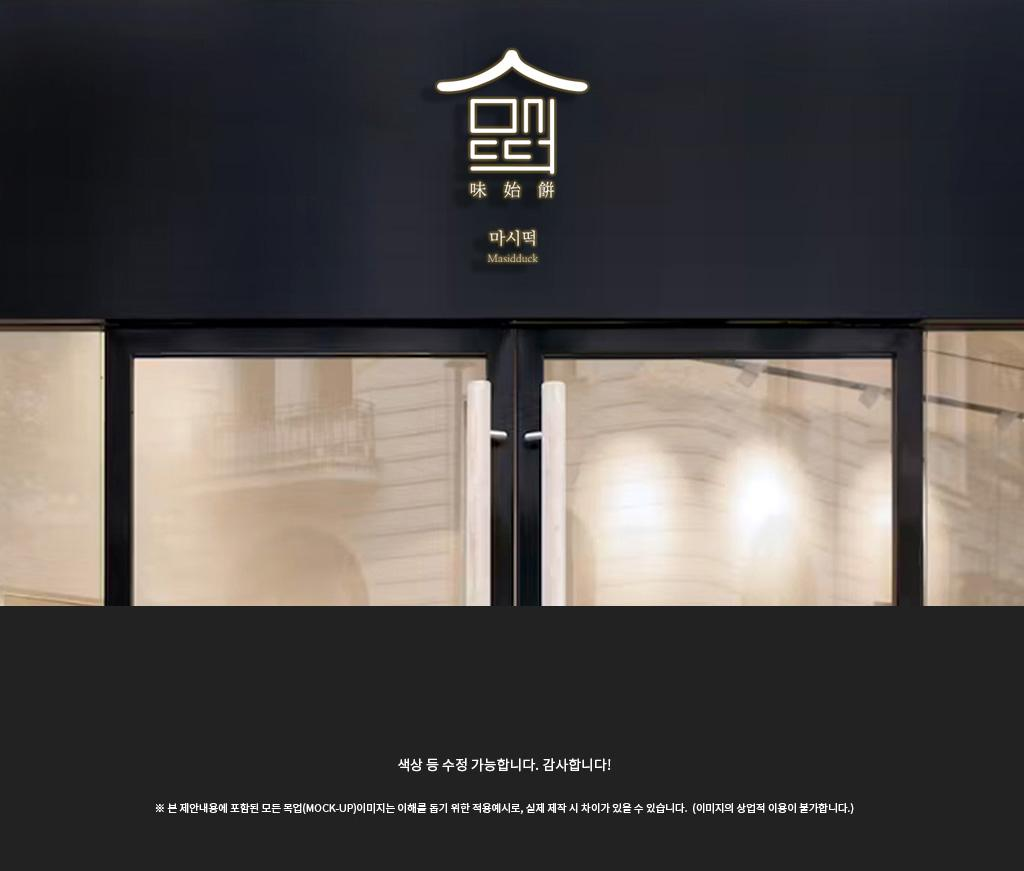 味 始 餠
마시떡
Masidduck
색상 등 수정 가능합니다. 감사합니다!
※ 본 제안내용에 포함된 모든 목업(MOCK-UP)이미지는 이해를 돕기 위한 적용예시로, 실제 제작 시 차이가 있을 수 있습니다. (이미지의 상업적 이용이 불가합니다.)